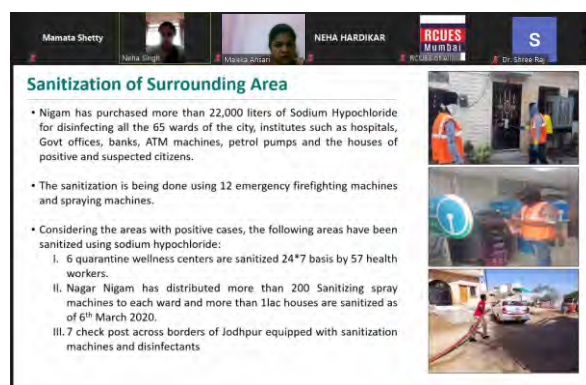 Mamata Shetty
Neha Singh
Maleka Ansari
NEHA HARDIKAR
RCUES
Mumbai
S
Dr. Shree Raj
Sanitization of Surrounding Area
• Nigam has purchased more than 22,000 liters of Sodium Hypochloride
for disinfecting all the 65 wards of the city, institutes such as hospitals,
Govt offices, banks, ATM machines, petrol pumps and the houses of
positive and suspected citizens.
• The sanitization is being done using 12 emergency firefighting machines
and spraying machines.
• Considering the areas with positive cases, the following areas have been
sanitized using sodium hypochloride:
I. 6 quarantine wellness centers are sanitized 24*7 basis by 57 health
workers.
II. Nagar Nigam has distributed more than 200 Sanitizing spray
machines to each ward and more than 1lac houses are sanitized as
of 6th March 2020.
III. 7 check post across borders of Jodhpur equipped with sanitization
machines and disinfectants